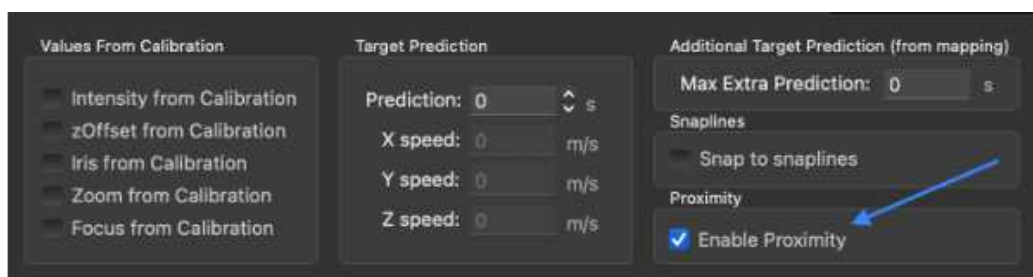 Values From Calibration
Intensity from Calibration
zOffset from Calibration
Iris from Calibration
Zoom from Calibration
Focus from Calibration
Target Prediction
Prediction: 0 s
X speed: 0 m/s
Y speed: 0 m/s
Z speed: 0 m/s
Additional Target Prediction (from mapping)
Max Extra Prediction: 0 s
Snaplines
Snap to snaplines
Proximity
Enable Proximity